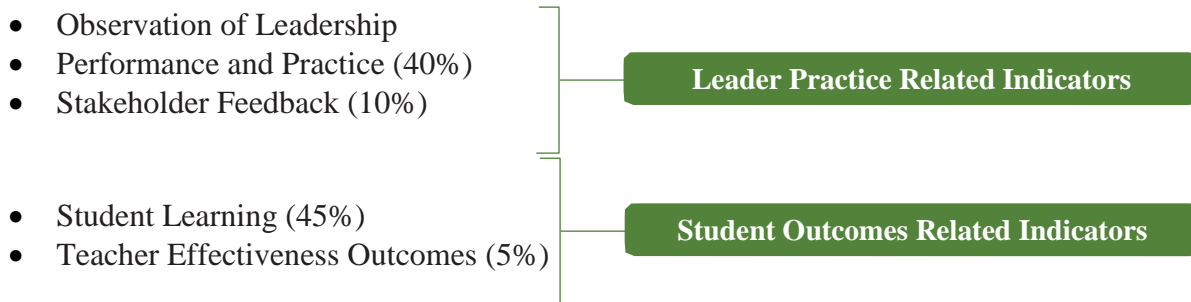 • Observation of Leadership
• Performance and Practice (40%)
• Stakeholder Feedback (10%)
Leader Practice Related Indicators
• Student Learning (45%)
• Teacher Effectiveness Outcomes (5%)
Student Outcomes Related Indicators